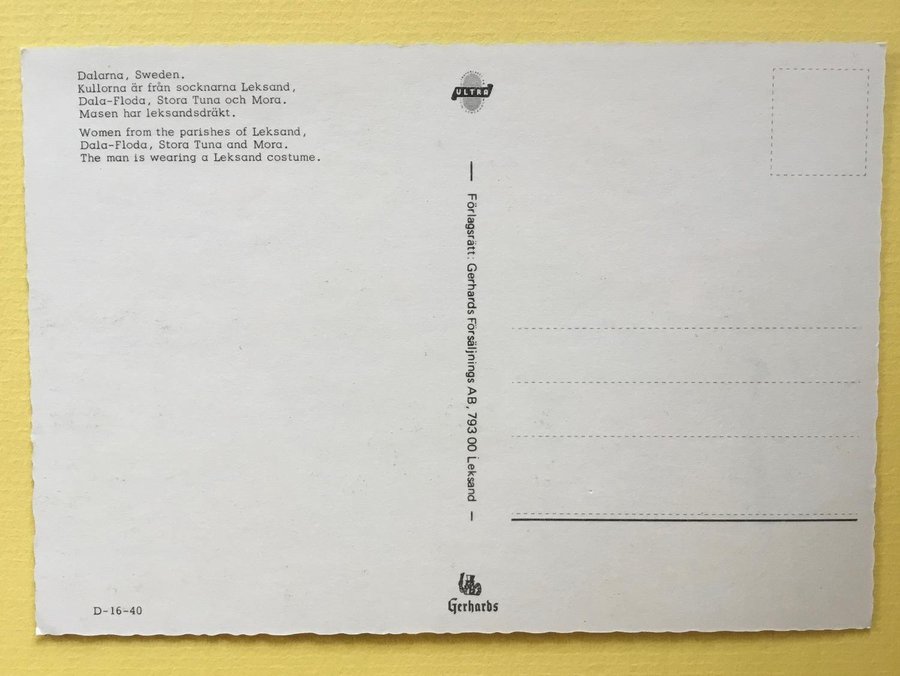 Dalarna, Sweden.
Kullorna är från socknarna Leksand,
Dala-Floda, Stora Tuna och Mora.
Masen har leksandsdräkt.
Women from the parishes of Leksand,
Dala-Floda, Stora Tuna and Mora.
The man is wearing a Leksand costume.
D-16-40
ULTRA
Förlagsrätt: Gerhards Försäljnings AB, 793 00 Leksand
Gerhards